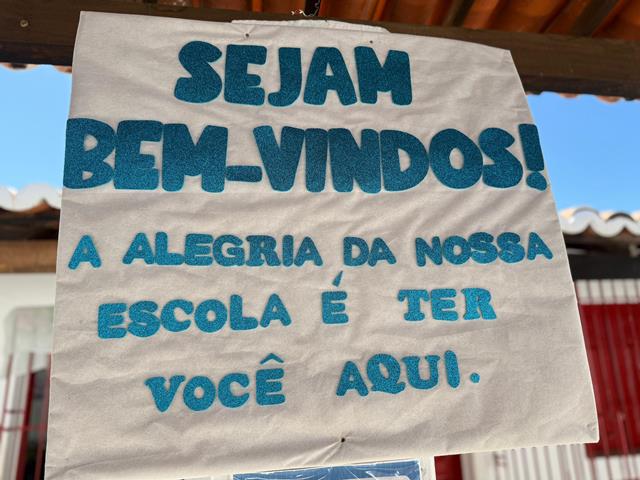 SEJAM
BEM-VINDOS!
A ALEGRIA DA NOSSA
ESCOLA É TER
VOCÊ AQUI.